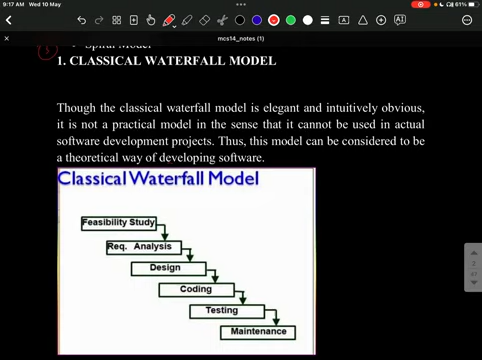 9:17 AM Wed 10 May
61%
mcs14_notes (1)
• Spiral Model
1. CLASSICAL WATERFALL MODEL
Though the classical waterfall model is elegant and intuitively obvious,
it is not a practical model in the sense that it cannot be used in actual
software development projects. Thus, this model can be considered to be
a theoretical way of developing software.
Classical Waterfall Model
Feasibility Study
Req. Analysis
Design
Coding
Testing
Maintenance
2